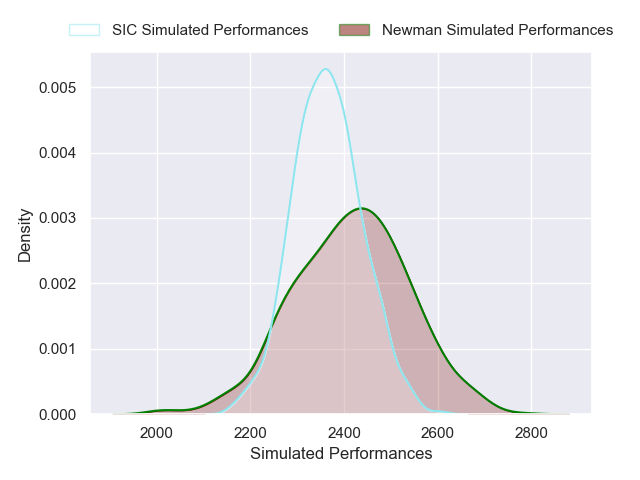 SIC Simulated Performances
Newman Simulated Performances
0.005
0.004
0.003
0.002
0.001
0.000
Density
2000 2200 2400 2600 2800
Simulated Performances